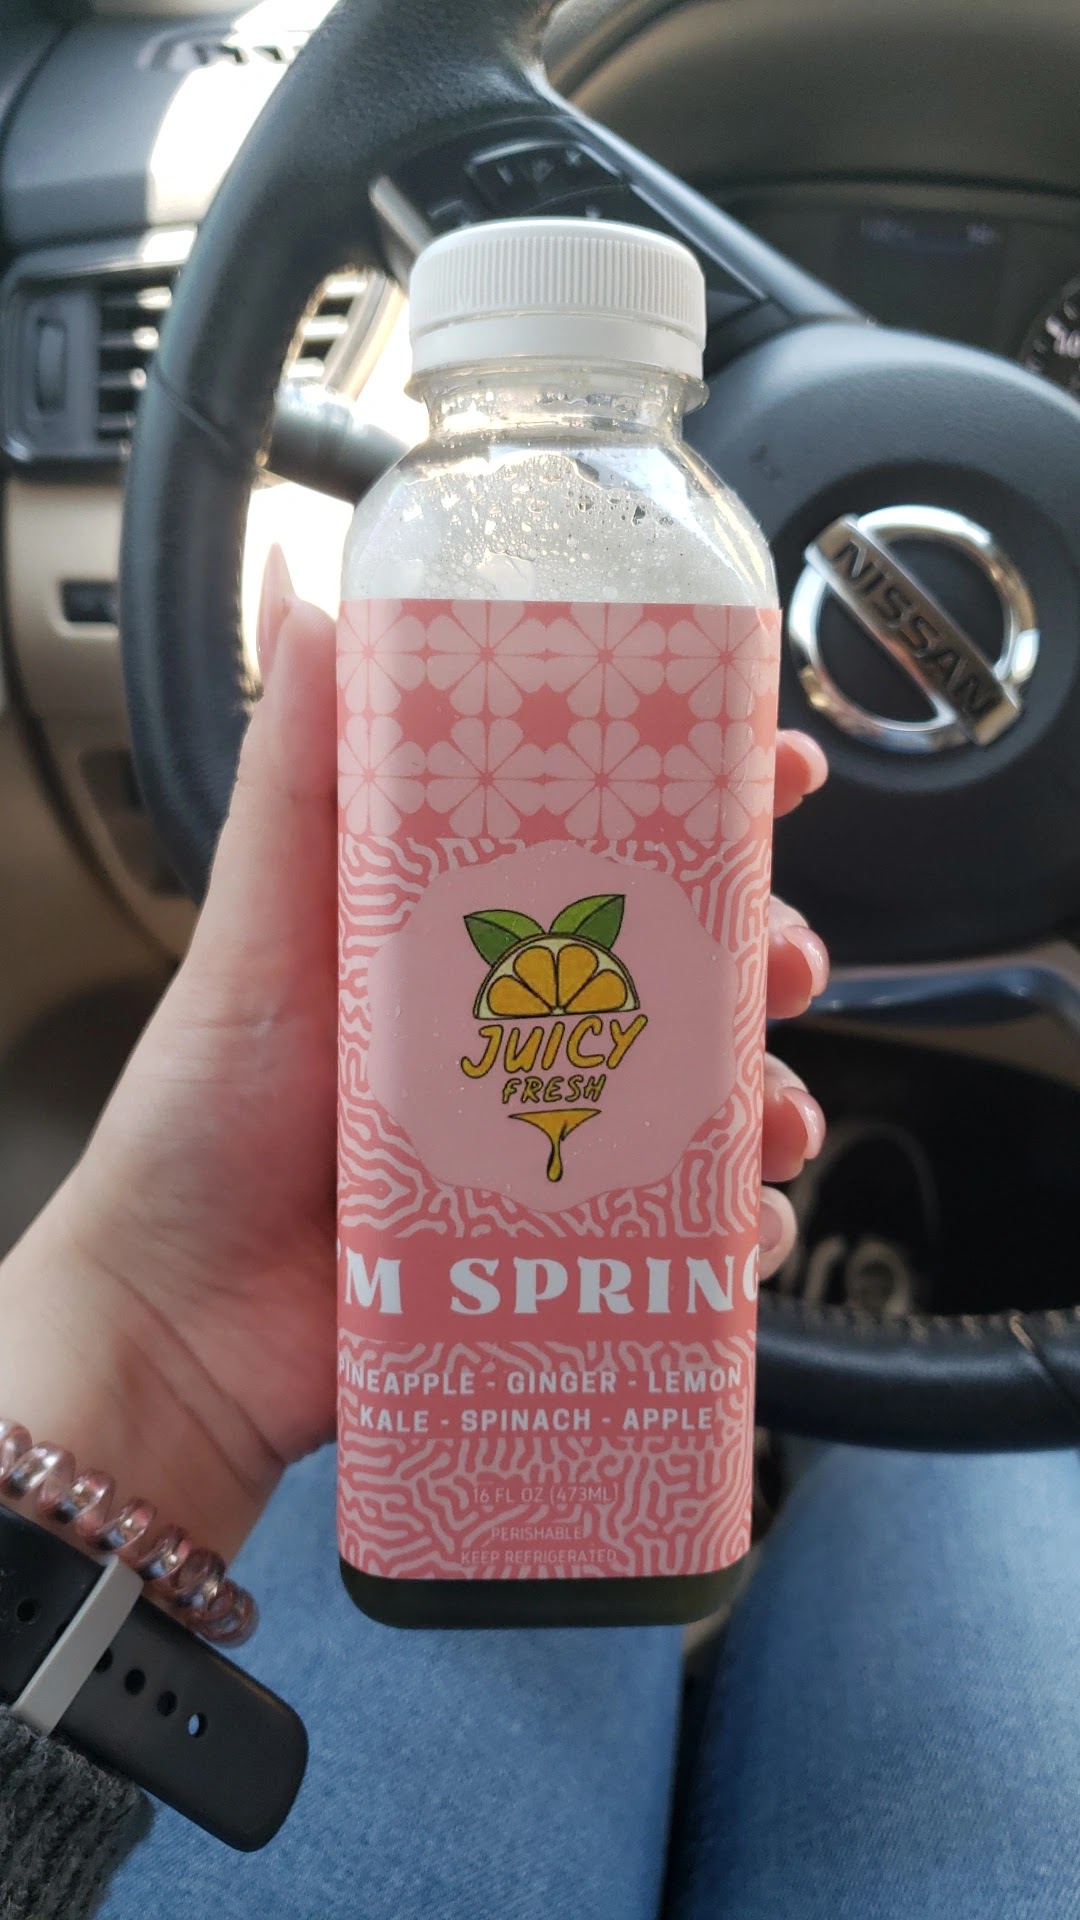 NISSAN
JUICY
FRESH
'M SPRING
PINEAPPLE - GINGER - LEMON
KALE - SPINACH - APPLE
16 FL OZ (473ML)
PERISHABLE
KEEP REFRIGERATED